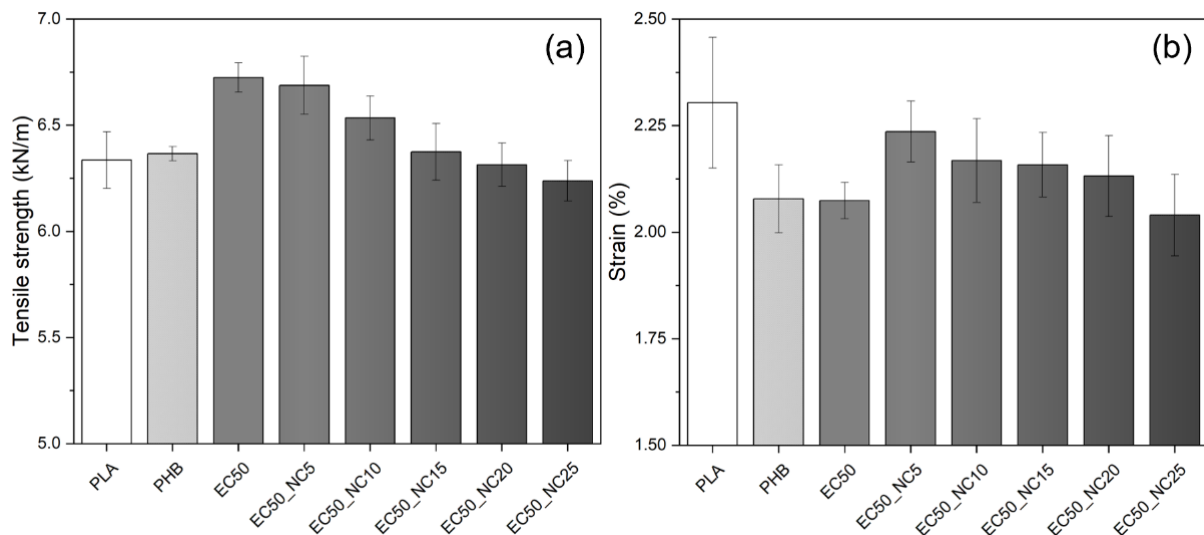 (a)
Tensile strength (kN/m)
7.0
6.5
6.0
5.5
5.0
PLA
PHB
EC50
EC50_NC5
EC50_NC10
EC50_NC15
EC50_NC20
EC50_NC25
(b)
Strain (%)
2.50
2.25
2.00
1.75
1.50
PLA
PHB
EC50
EC50_NC5
EC50_NC10
EC50_NC15
EC50_NC20
EC50_NC25